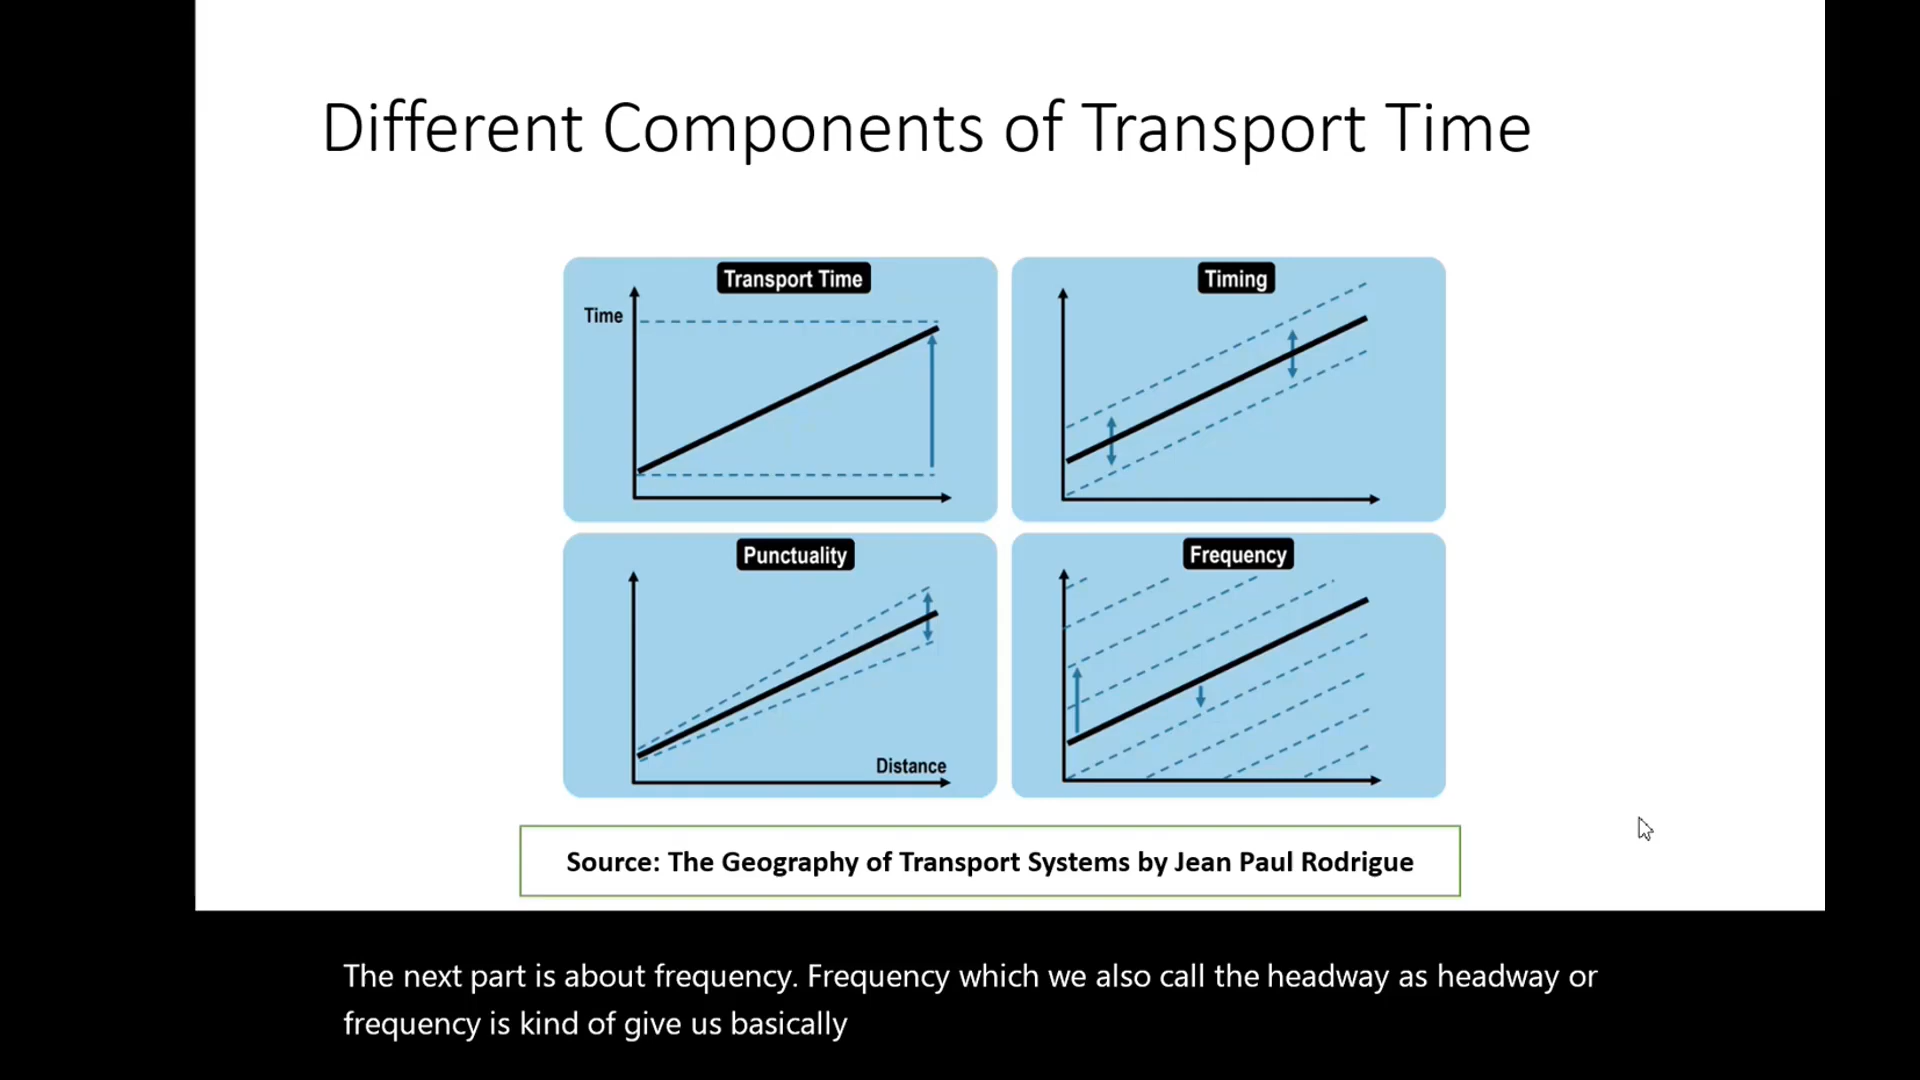 Different Components of Transport Time
Transport Time
Time
Timing
Punctuality
Distance
Frequency
Source: The Geography of Transport Systems by Jean Paul Rodrigue
The next part is about frequency. Frequency which we also call the headway as headway or
frequency is kind of give us basically